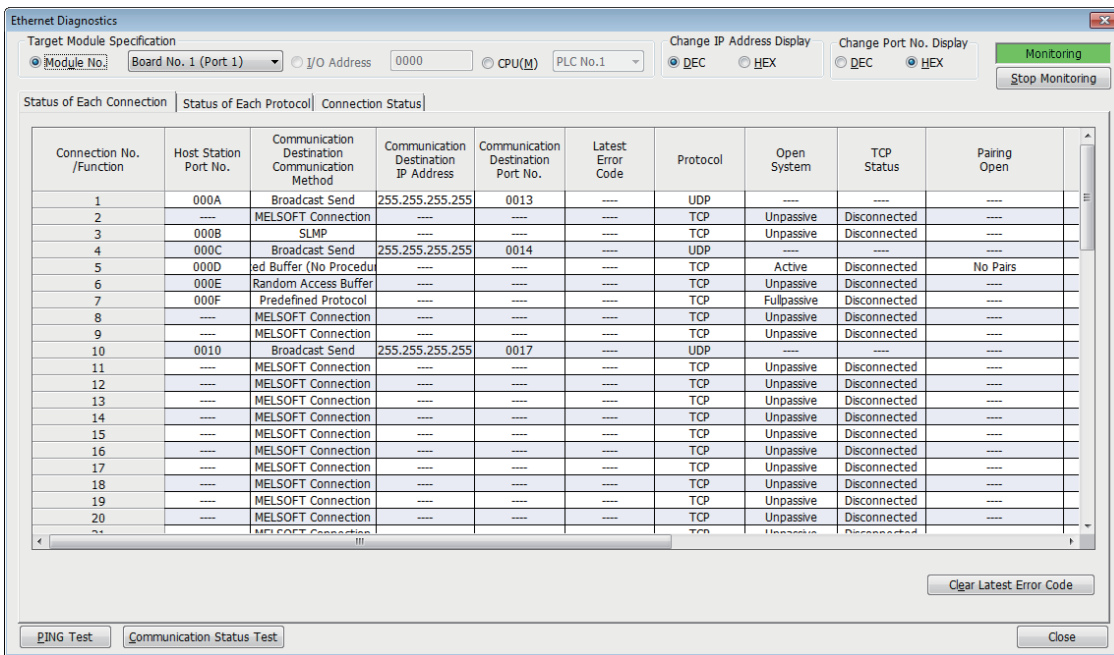 Ethernet Diagnostics
Target Module Specification
Module No. Board No. 1 (Port 1) I/O Address 0000 CPU(M) PLC No.1
Change IP Address Display
DEC HEX
Change Port No. Display
DEC HEX
Monitoring
Stop Monitoring
Status of Each Connection Status of Each Protocol Connection Status
Connection No. /Function Host Station Port No. Communication Destination Communication Method Communication Destination IP Address Communication Destination Port No. Latest Error Code Protocol Open System TCP Status Pairing Open
1 000A Broadcast Send 255.255.255.255 0013 ---- UDP ---- ---- ----
2 ---- MELSOFT Connection ---- ---- ---- TCP Unpassive Disconnected ----
3 000B SLMP ---- ---- ---- TCP Unpassive Disconnected ----
4 000C Broadcast Send 255.255.255.255 0014 ---- UDP ---- ---- ----
5 000D ed Buffer (No Procedu ---- ---- ---- TCP Active Disconnected No Pairs
6 000E Random Access Buffer ---- ---- ---- TCP Unpassive Disconnected ----
7 000F Predefined Protocol ---- ---- ---- TCP Fullpassive Disconnected ----
8 ---- MELSOFT Connection ---- ---- ---- TCP Unpassive Disconnected ----
9 ---- MELSOFT Connection ---- ---- ---- TCP Unpassive Disconnected ----
10 0010 Broadcast Send 255.255.255.255 0017 ---- UDP ---- ---- ----
11 ---- MELSOFT Connection ---- ---- ---- TCP Unpassive Disconnected ----
12 ---- MELSOFT Connection ---- ---- ---- TCP Unpassive Disconnected ----
13 ---- MELSOFT Connection ---- ---- ---- TCP Unpassive Disconnected ----
14 ---- MELSOFT Connection ---- ---- ---- TCP Unpassive Disconnected ----
15 ---- MELSOFT Connection ---- ---- ---- TCP Unpassive Disconnected ----
16 ---- MELSOFT Connection ---- ---- ---- TCP Unpassive Disconnected ----
17 ---- MELSOFT Connection ---- ---- ---- TCP Unpassive Disconnected ----
18 ---- MELSOFT Connection ---- ---- ---- TCP Unpassive Disconnected ----
19 ---- MELSOFT Connection ---- ---- ---- TCP Unpassive Disconnected ----
20 ---- MELSOFT Connection ---- ---- ---- TCP Unpassive Disconnected ----
Clear Latest Error Code
PING Test Communication Status Test Close